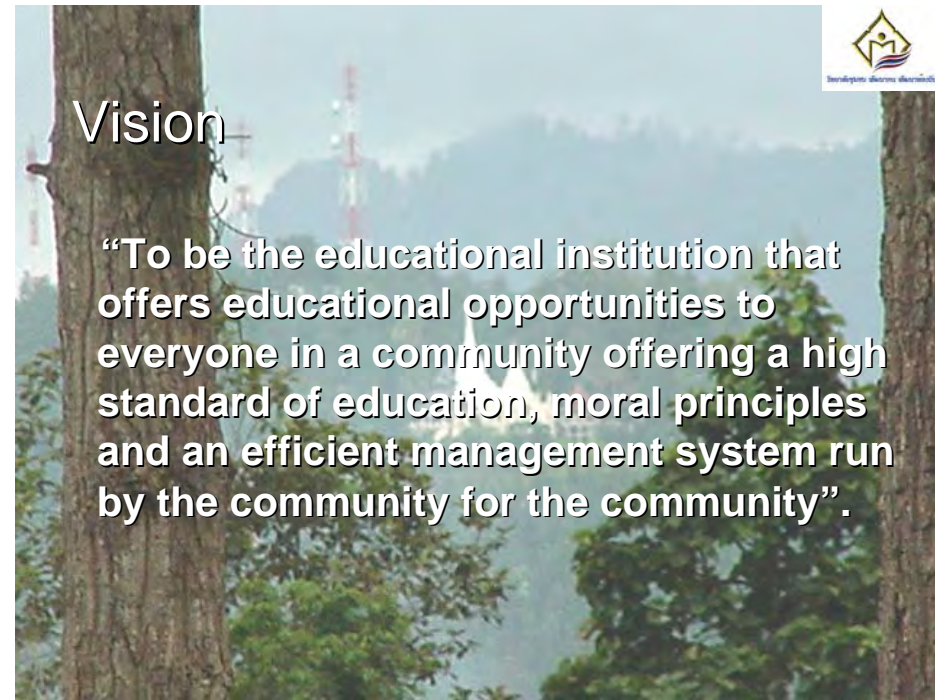 Vision
“To be the educational institution that
offers educational opportunities to
everyone in a community offering a high
standard of education, moral principles
and an efficient management system run
by the community for the community”.